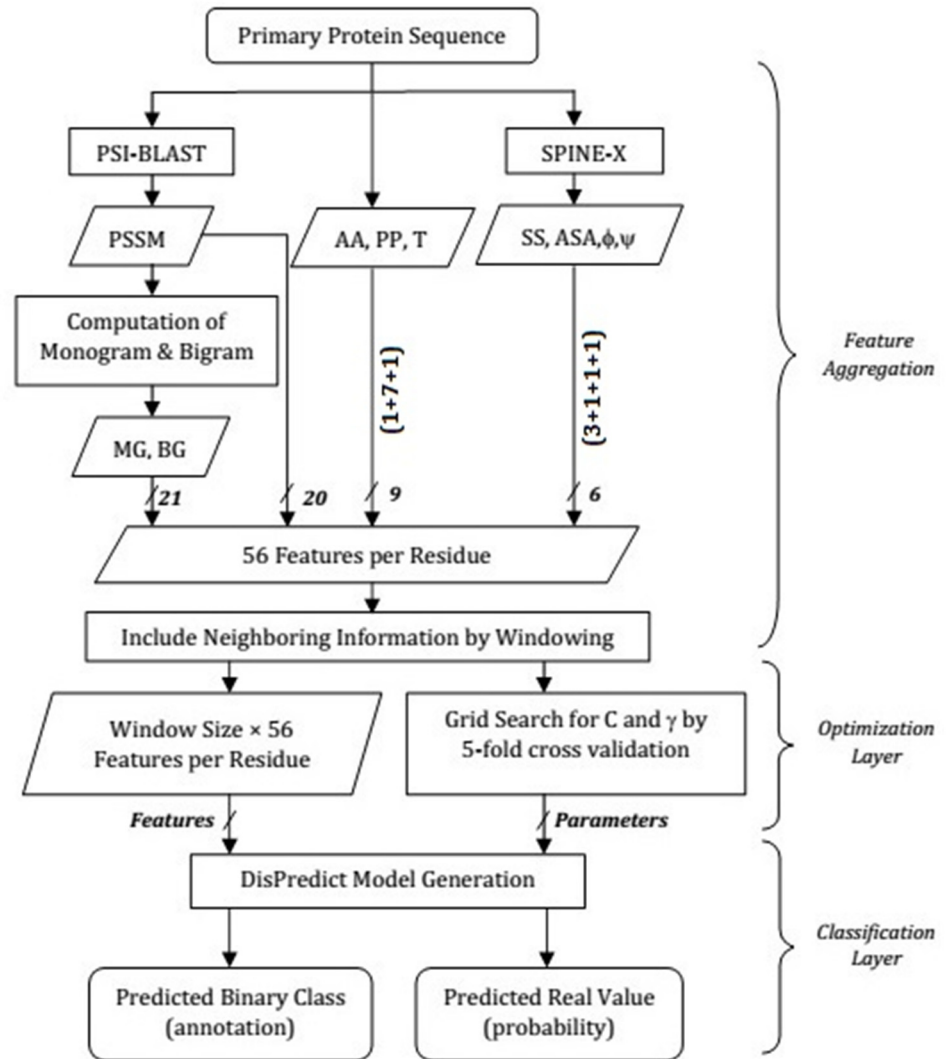 Primary Protein Sequence
PSI-BLAST
SPINE-X
PSSM
AA, PP, T
SS, ASA,ϕ,ψ
Computation of
Monogram & Bigram
(1+7+1)
(3+1+1+1)
Feature
Aggregation
MG, BG
21
20
9
6
56 Features per Residue
Include Neighboring Information by Windowing
Window Size × 56
Features per Residue
Grid Search for C and γ by
5-fold cross validation
Optimization
Layer
Features
Parameters
DisPredict Model Generation
Classification
Layer
Predicted Binary Class
(annotation)
Predicted Real Value
(probability)